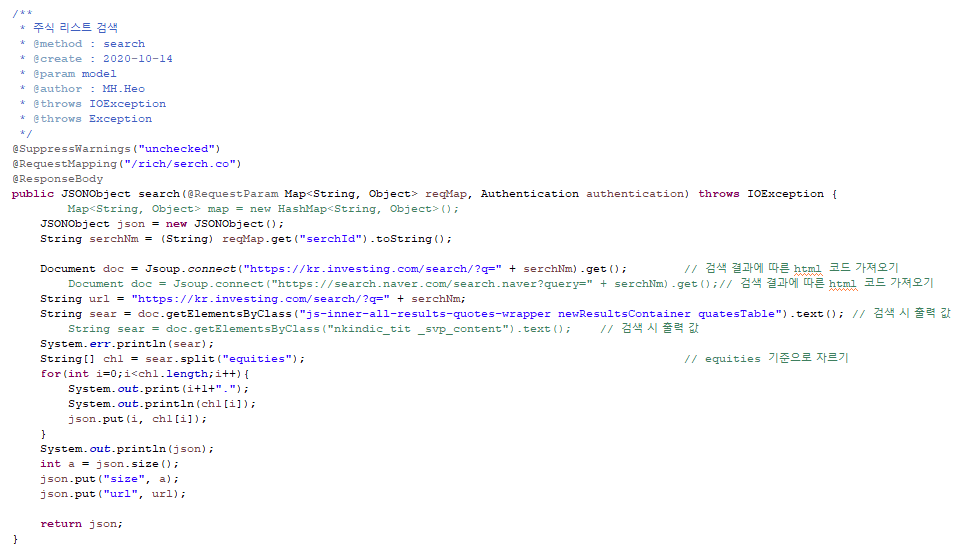 /**
 * 주식 리스트 검색
 * @method : search
 * @create : 2020-10-14
 * @param model
 * @author : MH.Heo
 * @throws IOException
 * @throws Exception
 */
@SuppressWarnings("unchecked")
@RequestMapping("/rich/serch.co")
@ResponseBody
public JSONObject search(@RequestParam Map<String, Object> reqMap, Authentication authentication) throws IOException {
        Map<String, Object> map = new HashMap<String, Object>();
    JSONObject json = new JSONObject();
    String serchNm = (String) reqMap.get("serchId").toString();

    Document doc = Jsoup.connect("https://kr.investing.com/search/?q=" + serchNm).get();        // 검색 결과에 따른 html 코드 가져오기
        Document doc = Jsoup.connect("https://search.naver.com/search.naver?query=" + serchNm).get();// 검색 결과에 따른 html 코드 가져오기
    String url = "https://kr.investing.com/search/?q=" + serchNm;
    String sear = doc.getElementsByClass("js-inner-all-results-quotes-wrapper newResultsContainer quatesTable").text(); // 검색 시 출력 값
        String sear = doc.getElementsByClass("nkindic_tit _svp_content").text();    // 검색 시 출력 값
    System.err.println(sear);
    String[] chl = sear.split("equities");                                                      // equities 기준으로 자르기
    for(int i=0;i<chl.length;i++){
        System.out.print(i+1+".");
        System.out.println(chl[i]);
        json.put(i, chl[i]);
    }
    System.out.println(json);
    int a = json.size();
    json.put("size", a);
    json.put("url", url);

    return json;
}